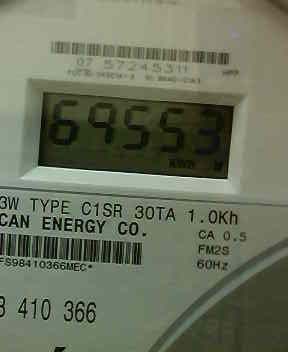 07 57245311
69553
KWH
3W TYPE C1SR 30TA 1.0Kh
CAN ENERGY CO.
CA 0.5
FM2S
FS98410366MEC*
60Hz
8 410 366